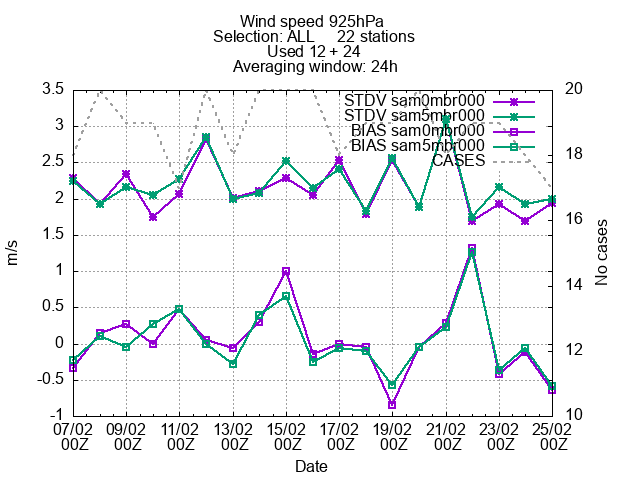 Wind speed 925hPa
Selection: ALL 22 stations
Used 12 + 24
Averaging window: 24h
STDV sam0mbr000
STDV sam5mbr000
BIAS sam0mbr000
BIAS sam5mbr000
CASES
3.5
3
2.5
2
1.5
1
0.5
0
-0.5
-1
m/s
20
18
16
14
12
10
No cases
07/02 09/02 11/02 13/02 15/02 17/02 19/02 21/02 23/02 25/02
00Z 00Z 00Z 00Z 00Z 00Z 00Z 00Z 00Z 00Z
Date